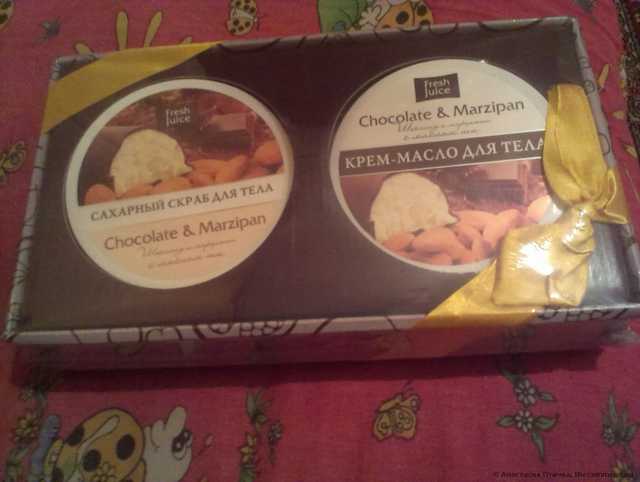 Fresh
Juice
САХАРНЫЙ СКРАБ ДЛЯ ТЕЛА
Chocolate & Marzipan
Fresh
Juice
Chocolate & Marzipan
КРЕМ-МАСЛО ДЛЯ ТЕЛА